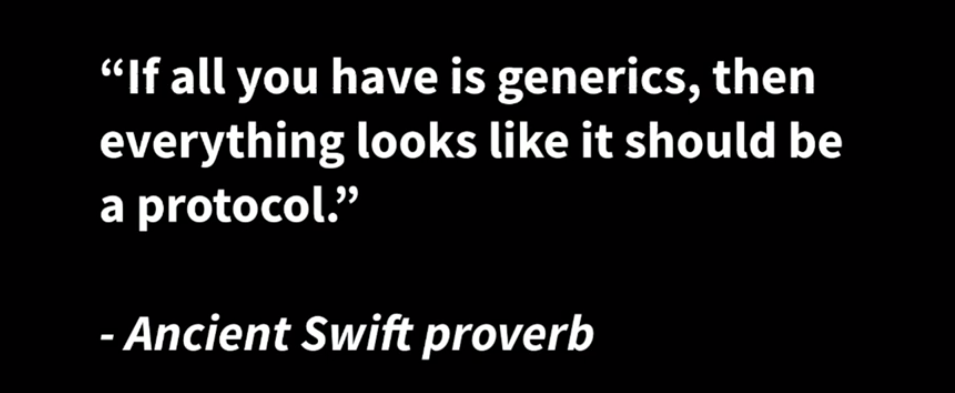 “If all you have is generics, then
everything looks like it should be
a protocol.”
- Ancient Swift proverb